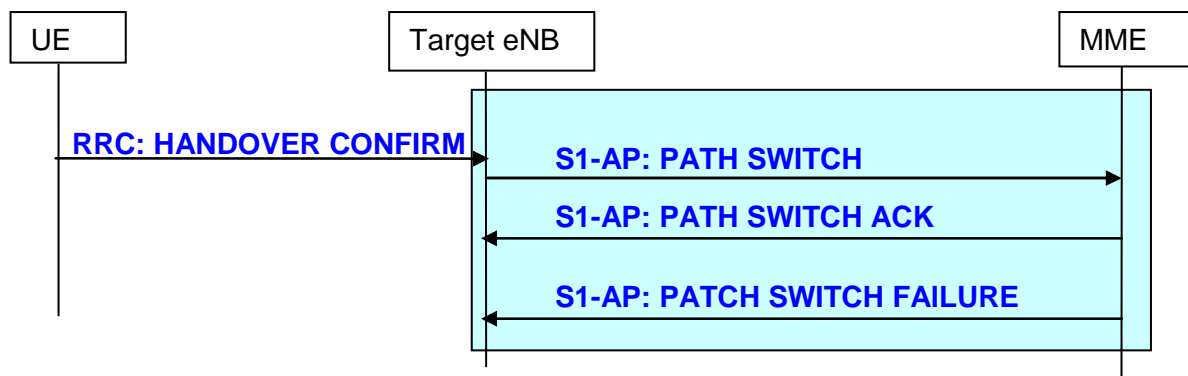 UE
Target eNB
MME
RRC: HANDOVER CONFIRM
S1-AP: PATH SWITCH
S1-AP: PATH SWITCH ACK
S1-AP: PATCH SWITCH FAILURE